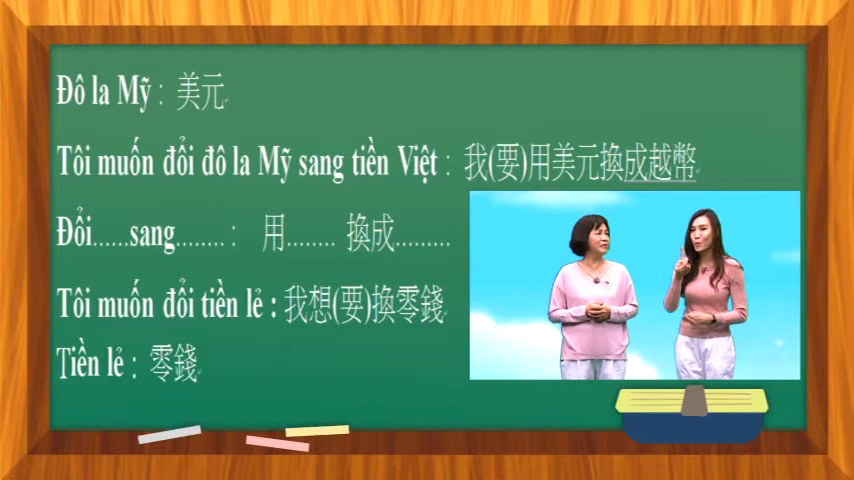 Đô la Mỹ : 美元
Tôi muốn đổi đô la Mỹ sang tiền Việt : 我(要)用美元換成越幣
Đổi......sang........ : 用........ 換成.........
Tôi muốn đổi tiền lẻ : 我想(要)換零錢
Tiền lẻ : 零錢